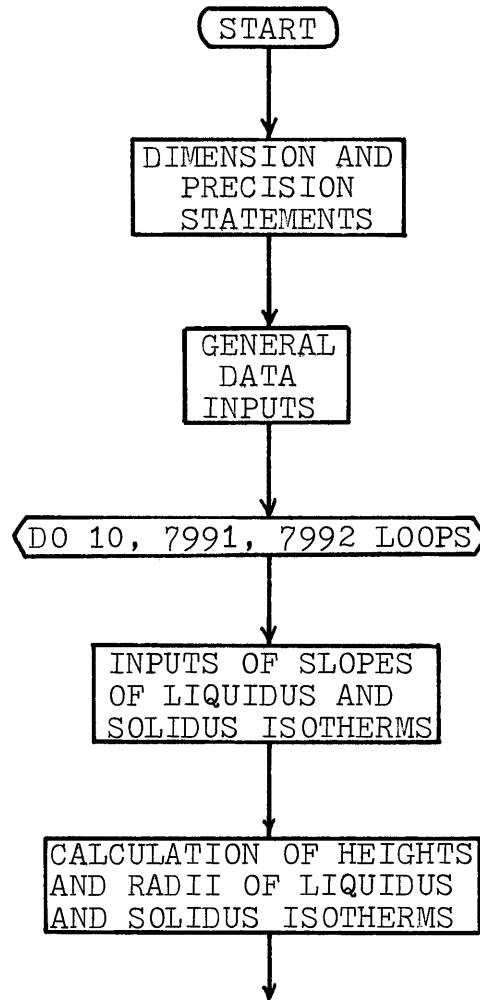 START
DIMENSION AND
PRECISION
STATEMENTS
GENERAL
DATA
INPUTS
DO 10, 7991, 7992 LOOPS
INPUTS OF SLOPES
OF LIQUIDUS AND
SOLIDUS ISOTHERMS
CALCULATION OF HEIGHTS
AND RADII OF LIQUIDUS
AND SOLIDUS ISOTHERMS